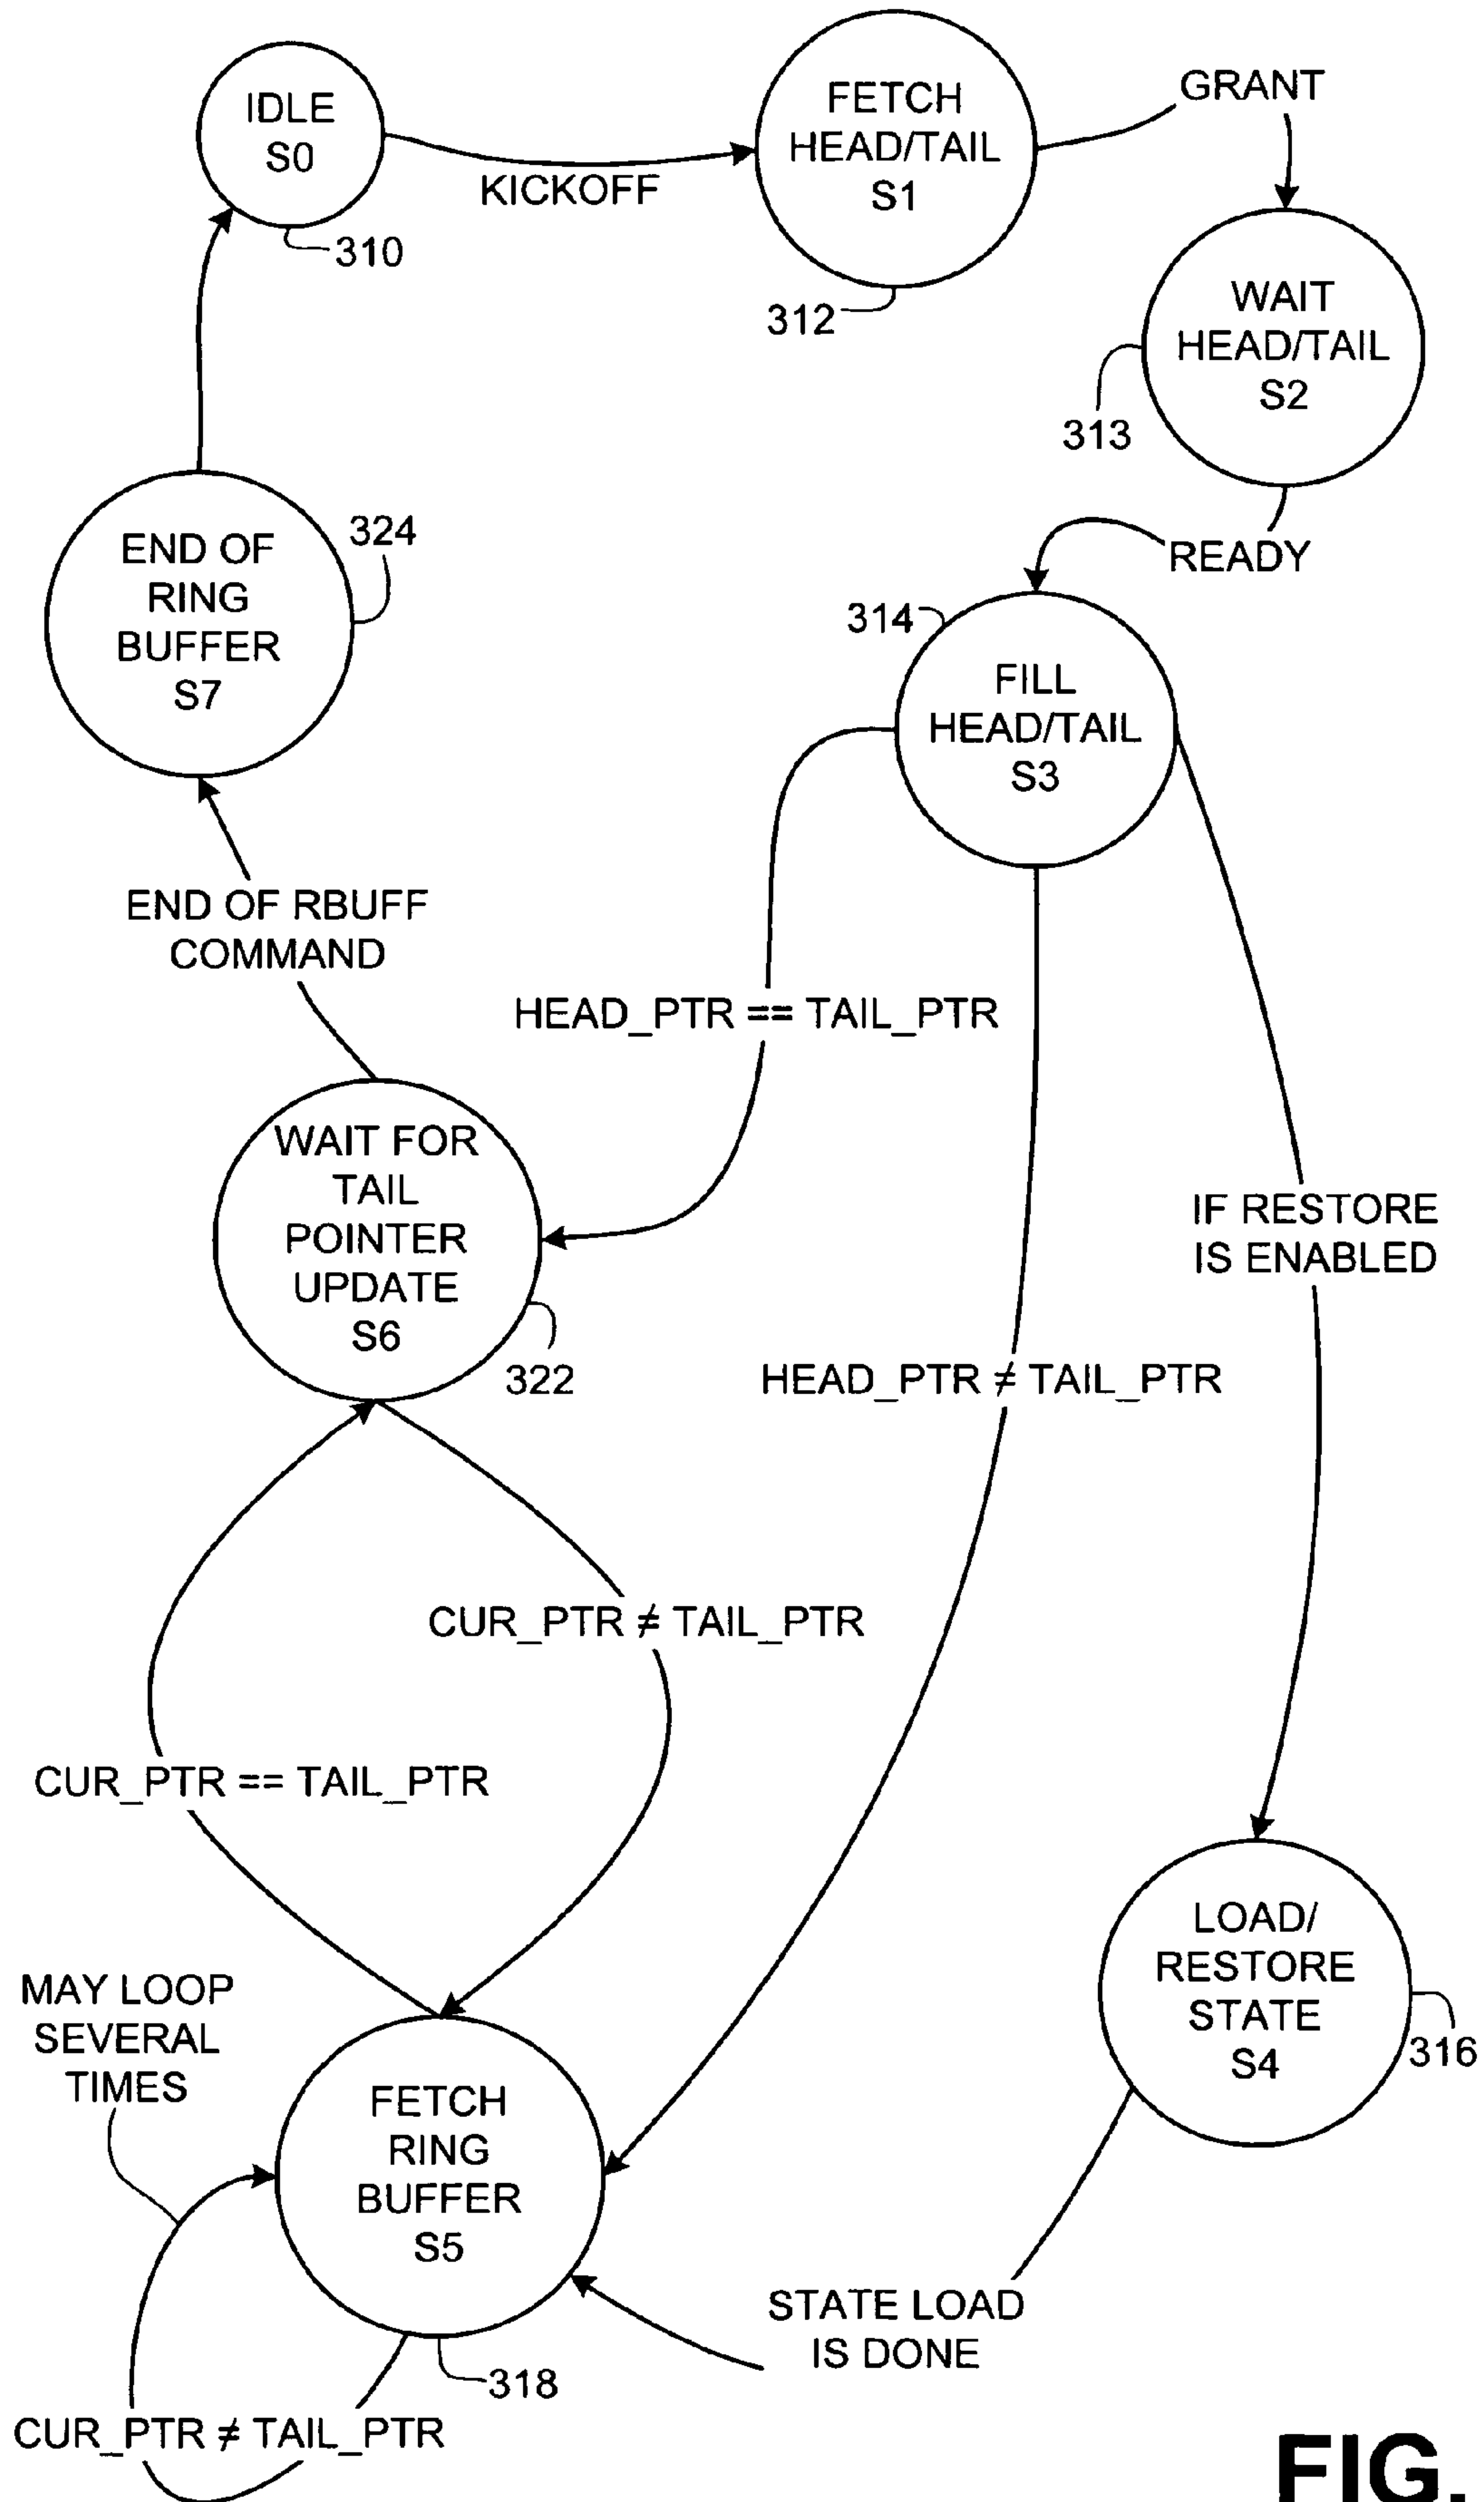 IDLE
S0
310
KICKOFF
FETCH
HEAD/TAIL
S1
312
GRANT
WAIT
HEAD/TAIL
S2
313
READY
END OF
RING
BUFFER
S7
324
314
FILL
HEAD/TAIL
S3
END OF RBUFF
COMMAND
HEAD_PTR == TAIL_PTR
WAIT FOR
TAIL
POINTER
UPDATE
S6
322
IF RESTORE
IS ENABLED
HEAD_PTR ≠ TAIL_PTR
CUR_PTR ≠ TAIL_PTR
CUR_PTR == TAIL_PTR
LOAD/
RESTORE
STATE
S4
316
MAY LOOP
SEVERAL
TIMES
FETCH
RING
BUFFER
S5
318
STATE LOAD
IS DONE
CUR_PTR ≠ TAIL_PTR
FIG.